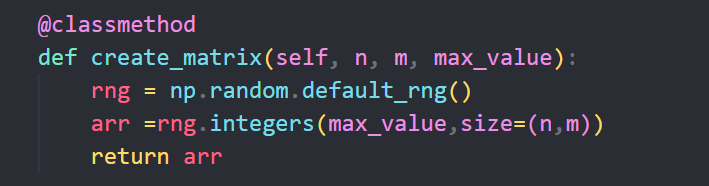 @classmethod
def create_matrix(self, n, m, max_value):
    rng = np.random.default_rng()
    arr =rng.integers(max_value,size=(n,m))
    return arr